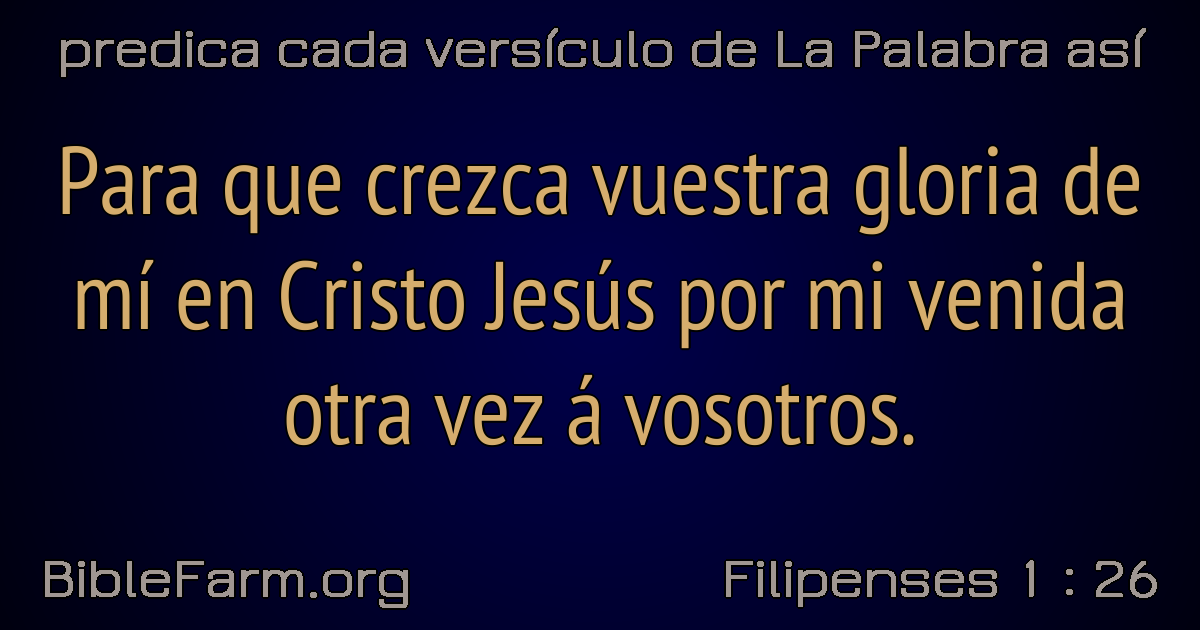 predica cada versículo de La Palabra así
Para que crezca vuestra gloria de
mí en Cristo Jesús por mi venida
otra vez á vosotros.
BibleFarm.org
Filipenses 1 : 26